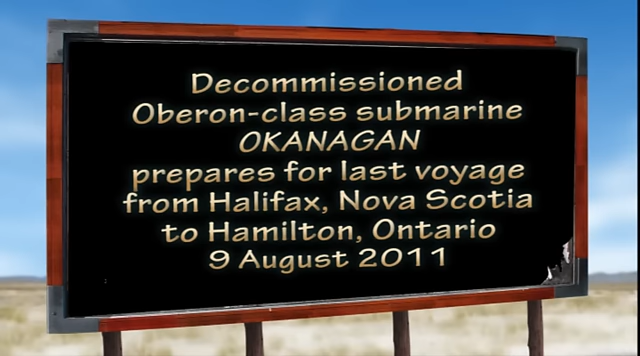 Decommissioned
Oberon-class submarine
OKANAGAN
prepares for last voyage
from Halifax, Nova Scotia
to Hamilton, Ontario
9 August 2011